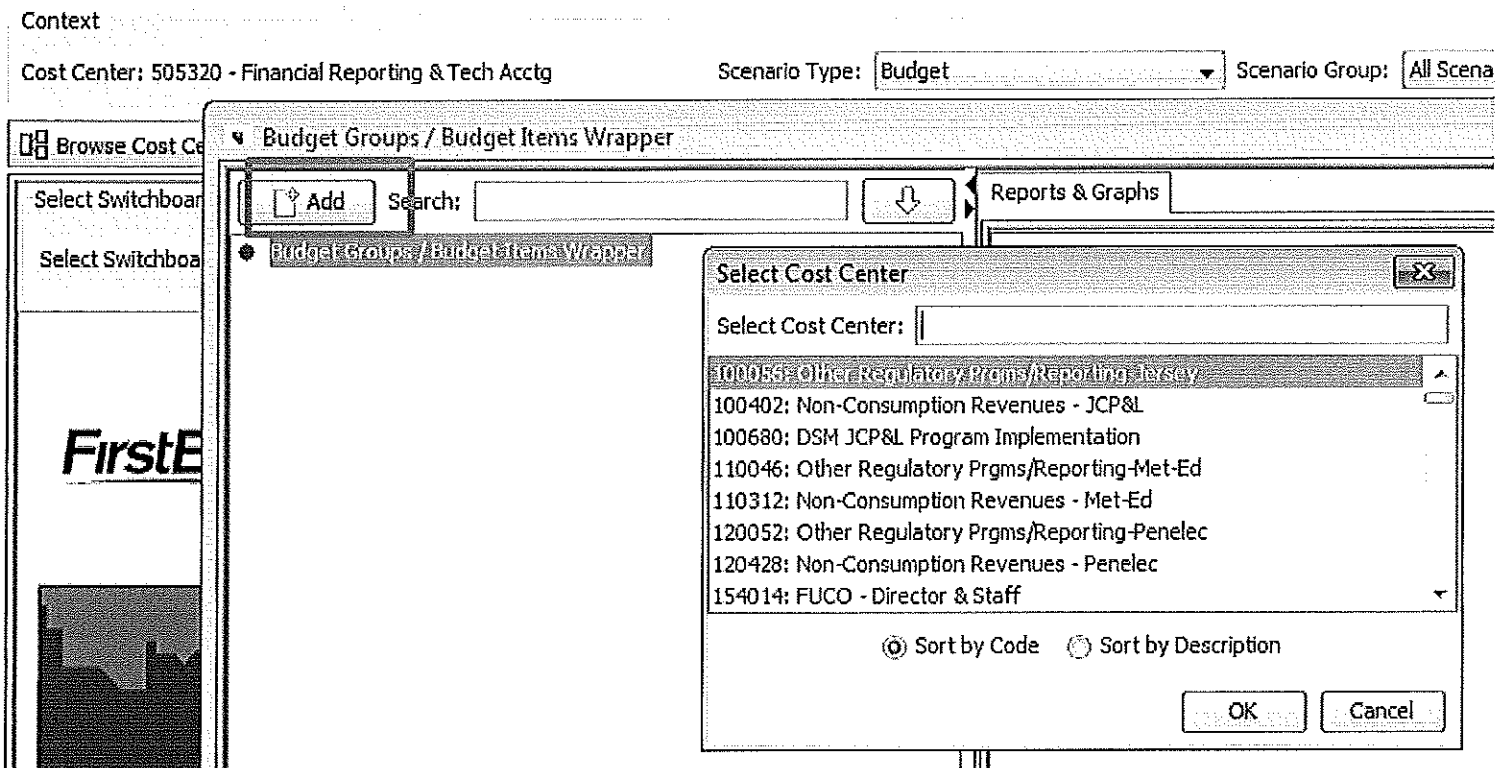 Context
Cost Center: 505320 - Financial Reporting & Tech Acctg Scenario Type: Budget Scenario Group: All Scena
Browse Cost Ce
Budget Groups / Budget Items Wrapper
Select Switchboar
Add Search:
Reports & Graphs
Select Switchboa
Budget Groups / Budget Items Wrapper
Select Cost Center
Select Cost Center:
100056: Other Regulatory Prgms/Reporting-Jersey
100402: Non-Consumption Revenues - JCP&L
100680: DSM JCP&L Program Implementation
110046: Other Regulatory Prgms/Reporting-Met-Ed
110312: Non-Consumption Revenues - Met-Ed
120052: Other Regulatory Prgms/Reporting-Penelec
120428: Non-Consumption Revenues - Penelec
154014: FUCO - Director & Staff
FirstE
Sort by Code Sort by Description
OK Cancel